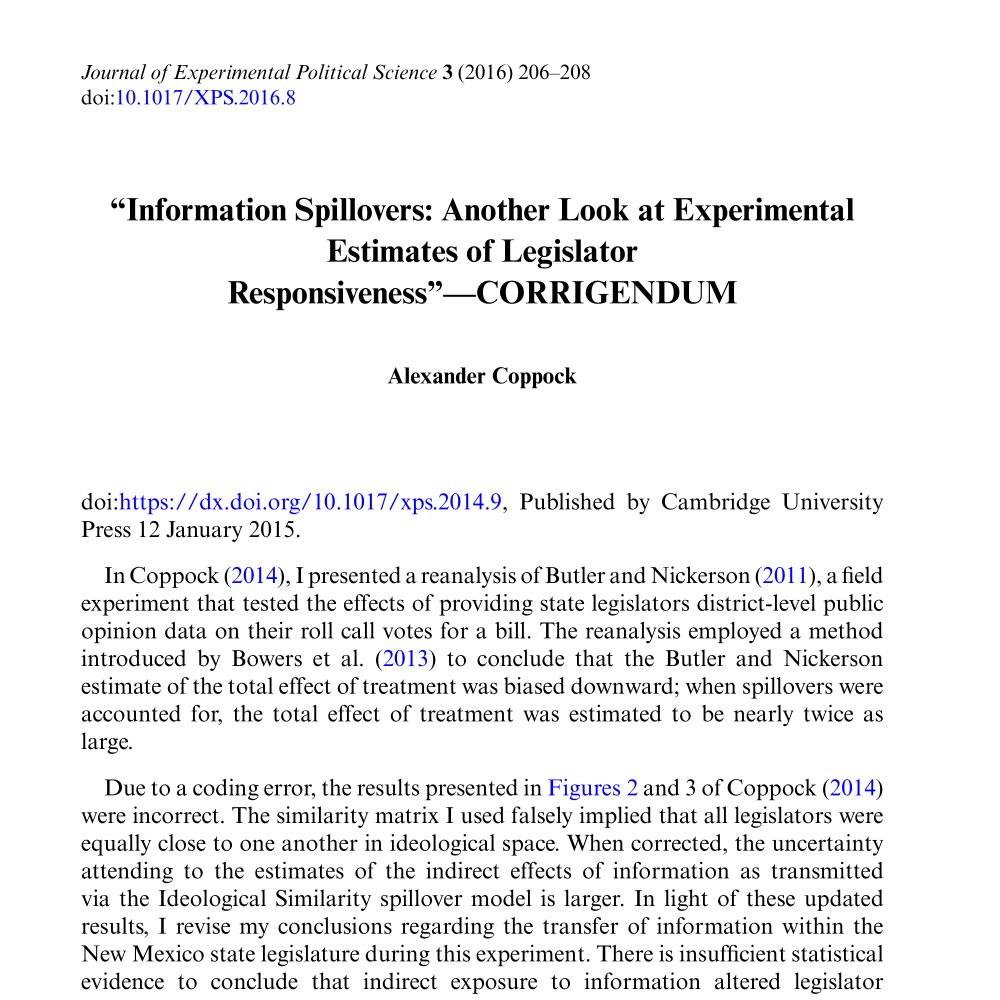 Journal of Experimental Political Science 3 (2016) 206–208
doi:10.1017/XPS.2016.8
“Information Spillovers: Another Look at Experimental
Estimates of Legislator
Responsiveness”—CORRIGENDUM
Alexander Coppock
doi:https://dx.doi.org/10.1017/xps.2014.9, Published by Cambridge University
Press 12 January 2015.
In Coppock (2014), I presented a reanalysis of Butler and Nickerson (2011), a field
experiment that tested the effects of providing state legislators district-level public
opinion data on their roll call votes for a bill. The reanalysis employed a method
introduced by Bowers et al. (2013) to conclude that the Butler and Nickerson
estimate of the total effect of treatment was biased downward; when spillovers were
accounted for, the total effect of treatment was estimated to be nearly twice as
large.
Due to a coding error, the results presented in Figures 2 and 3 of Coppock (2014)
were incorrect. The similarity matrix I used falsely implied that all legislators were
equally close to one another in ideological space. When corrected, the uncertainty
attending to the estimates of the indirect effects of information as transmitted
via the Ideological Similarity spillover model is larger. In light of these updated
results, I revise my conclusions regarding the transfer of information within the
New Mexico state legislature during this experiment. There is insufficient statistical
evidence to conclude that indirect exposure to information altered legislator